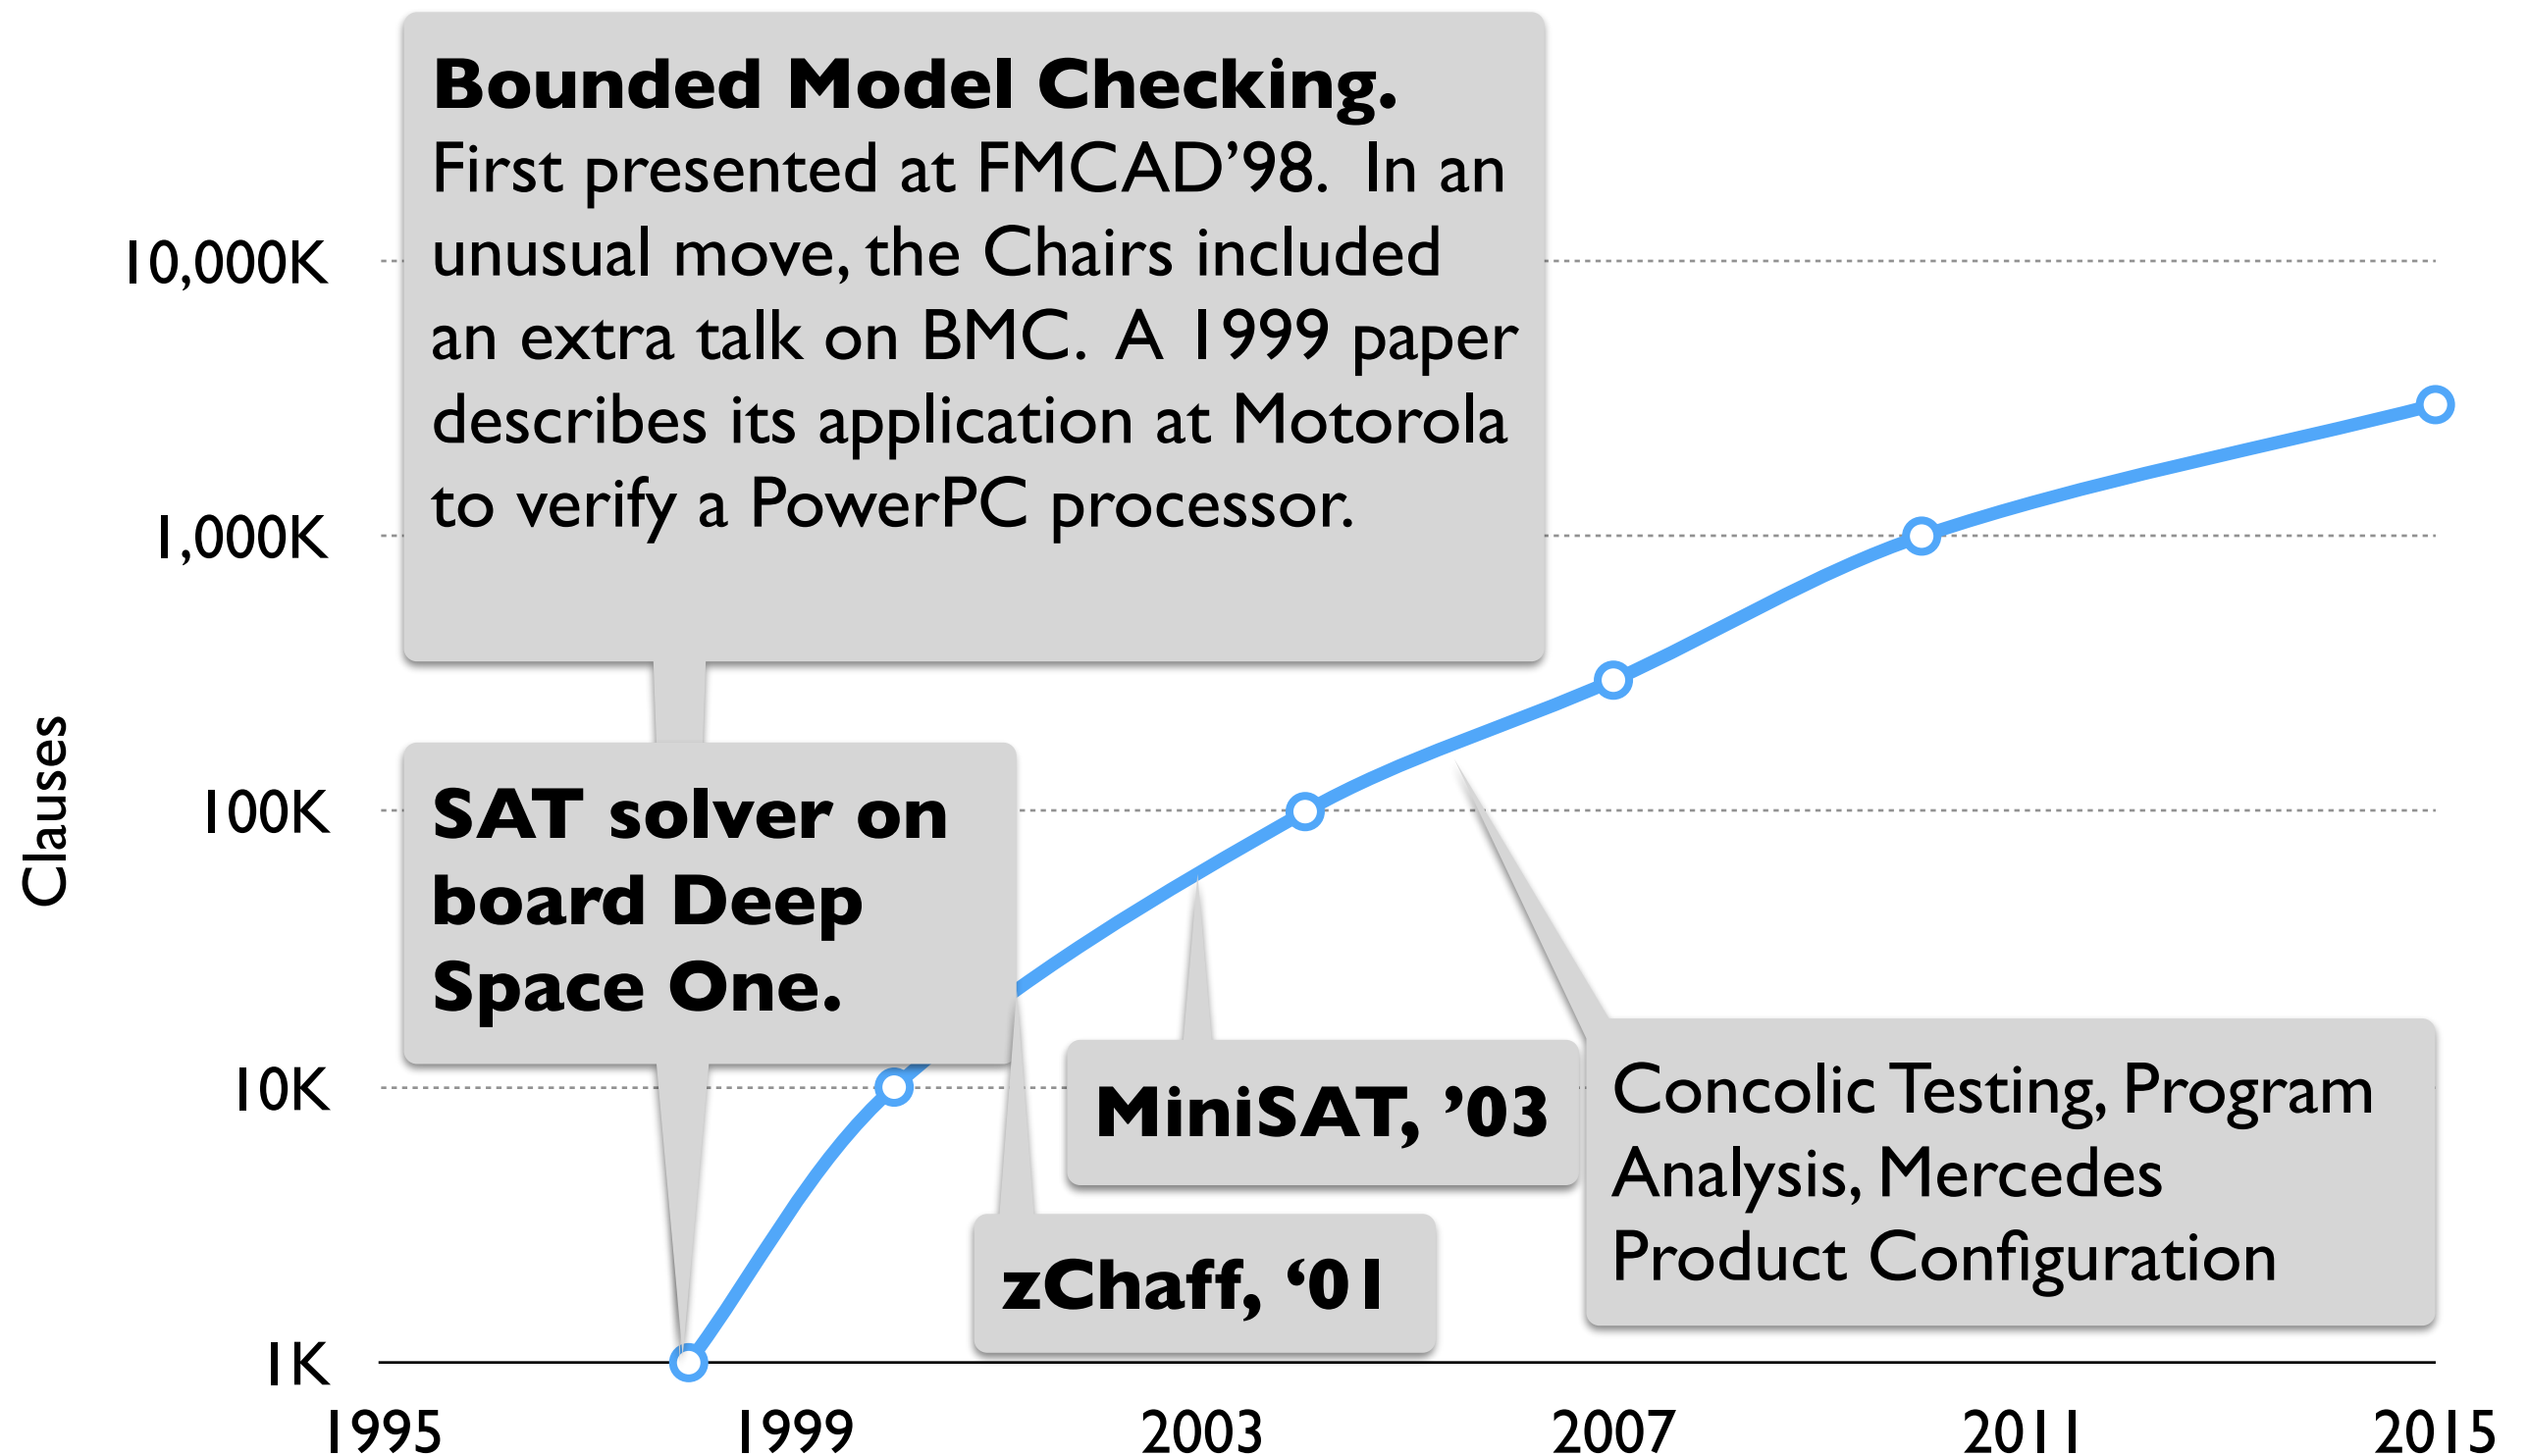 Bounded Model Checking.
First presented at FMCAD’98.  In an
unusual move, the Chairs included
an extra talk on BMC.  A 1999 paper
describes its application at Motorola
to verify a PowerPC processor.
10,000K
1,000K
100K
10K
1K
Clauses
SAT solver on
board Deep
Space One.
MiniSAT, ’03
zChaff, ‘01
Concolic Testing, Program
Analysis, Mercedes
Product Configuration
1995
1999
2003
2007
2011
2015